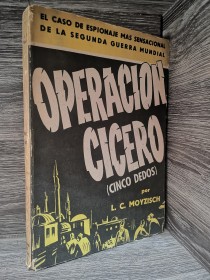 EL CASO DE ESPIONAJE MAS SENSACIONAL
DE LA SEGUNDA GUERRA MUNDIAL
OPERACION
CICERO
(CINCO DEDOS)
por
L. C. MOYZISCH